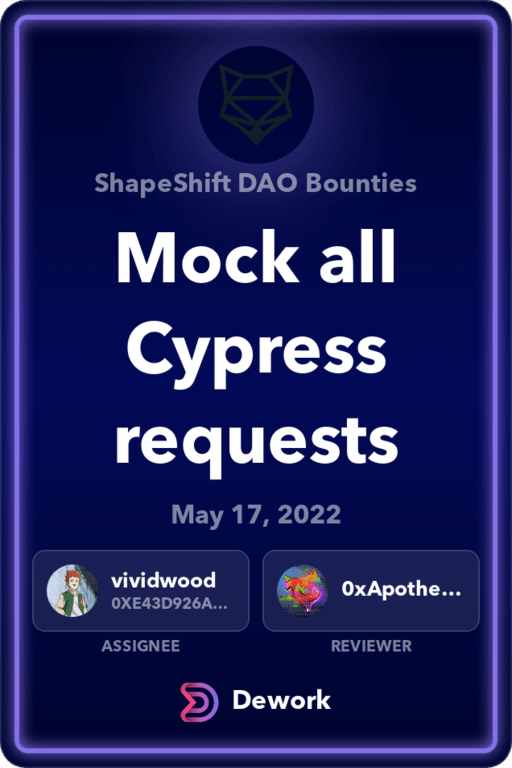 ShapeShift DAO Bounties
Mock all
Cypress
requests
May 17, 2022
vividwood
0XE43D926A...
0xApothe...
ASSIGNEE
REVIEWER
Dework